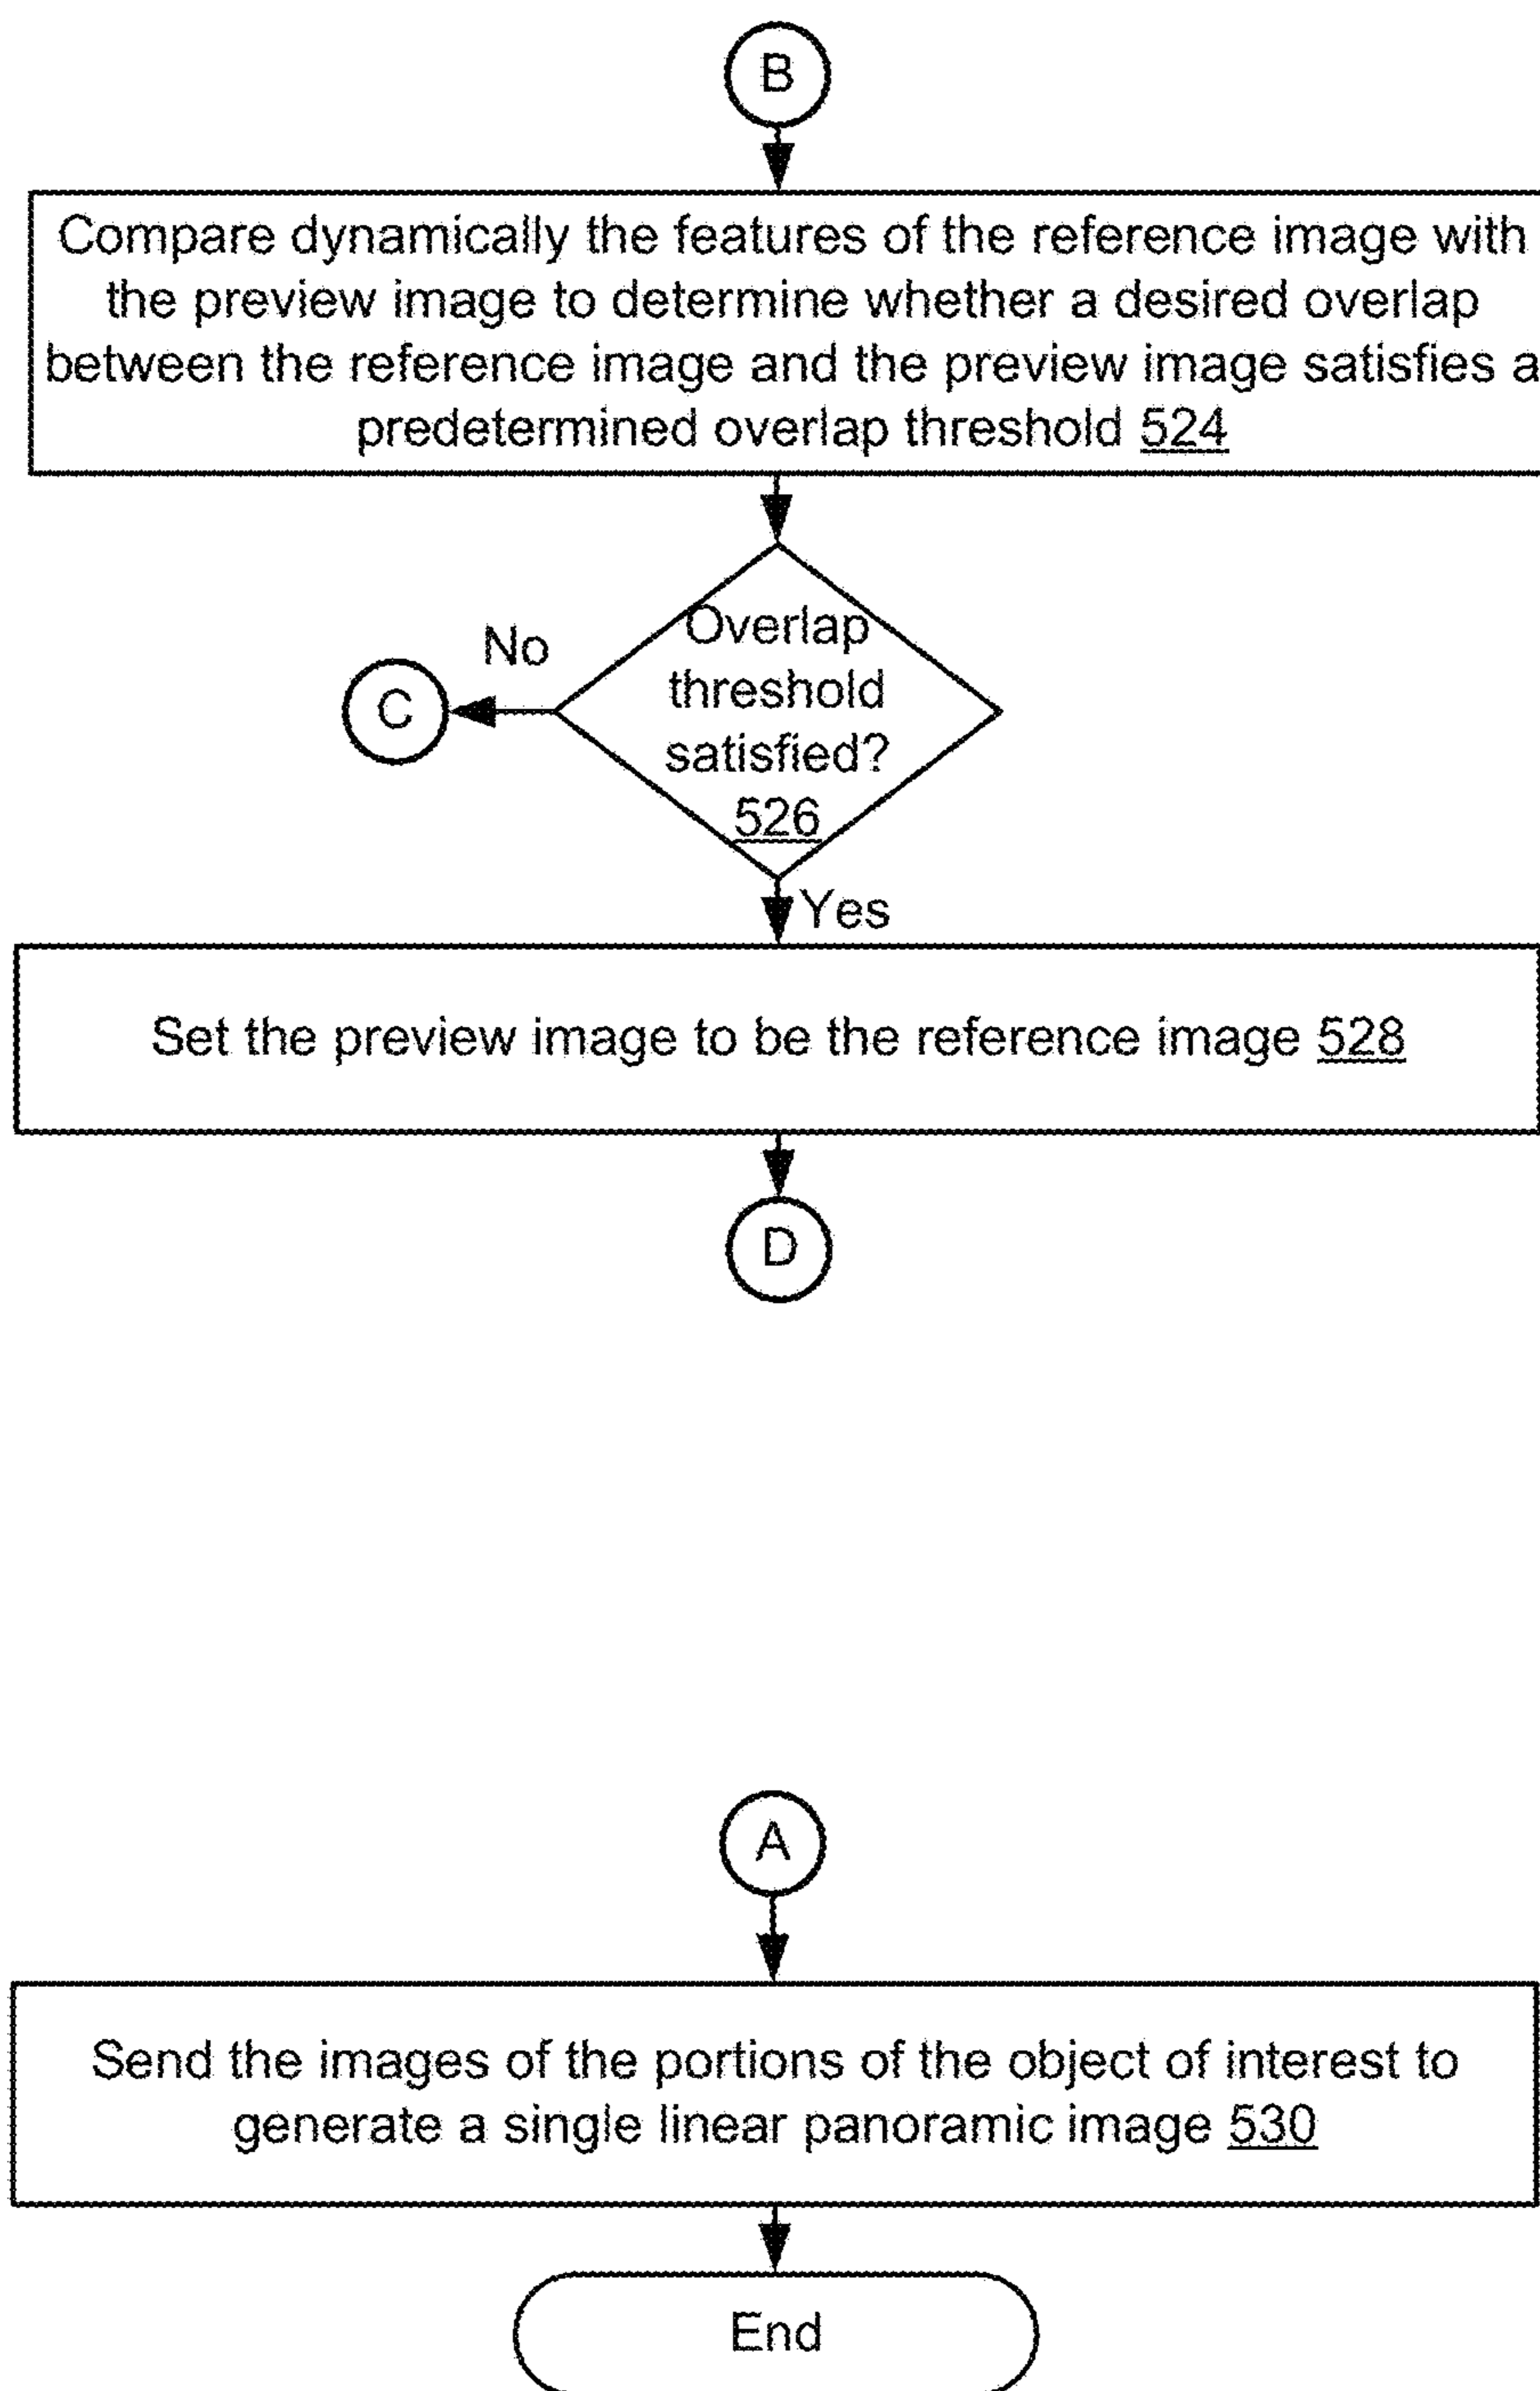 B
Compare dynamically the features of the reference image with
the preview image to determine whether a desired overlap
between the reference image and the preview image satisfies a
predetermined overlap threshold 524
Overlap
threshold
satisfied?
526
No
C
Yes
Set the preview image to be the reference image 528
D
A
Send the images of the portions of the object of interest to
generate a single linear panoramic image 530
End